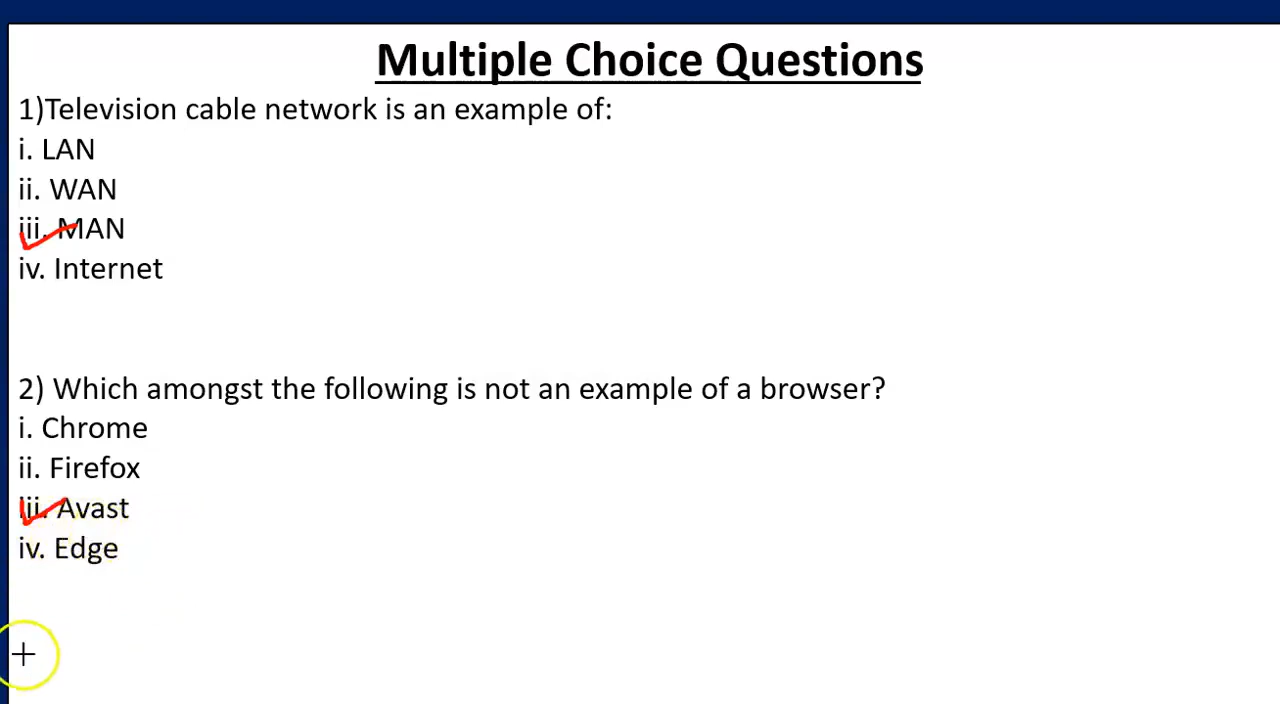 Multiple Choice Questions
1)Television cable network is an example of:
i. LAN
ii. WAN
iii. MAN
iv. Internet
2) Which amongst the following is not an example of a browser?
i. Chrome
ii. Firefox
iii. Avast
iv. Edge